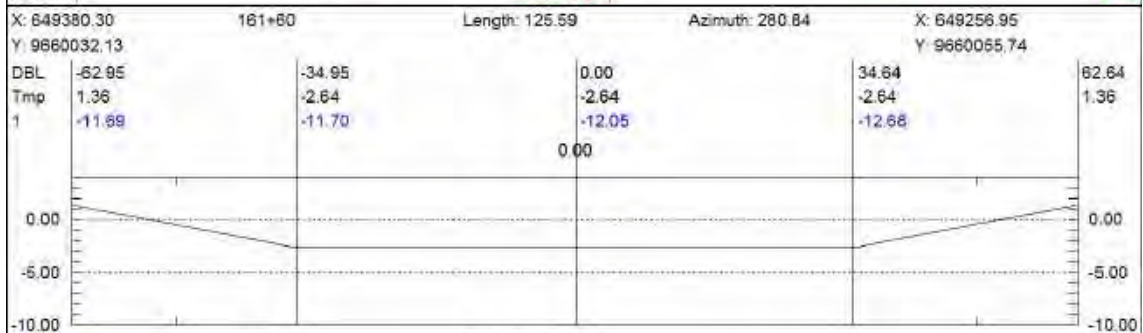 X: 649380.30 161+60 Length: 125.59 Azimuth: 280.84 X: 649256.95
Y: 9660032.13 Y: 9660055.74
DBL -62.95 -34.95 0.00 34.64 62.64
Tmp 1.36 -2.64 -2.64 -2.64 1.36
1 -11.69 -11.70 -12.05 -12.68
0.00
0.00 0.00
-5.00 -5.00
-10.00 -10.00